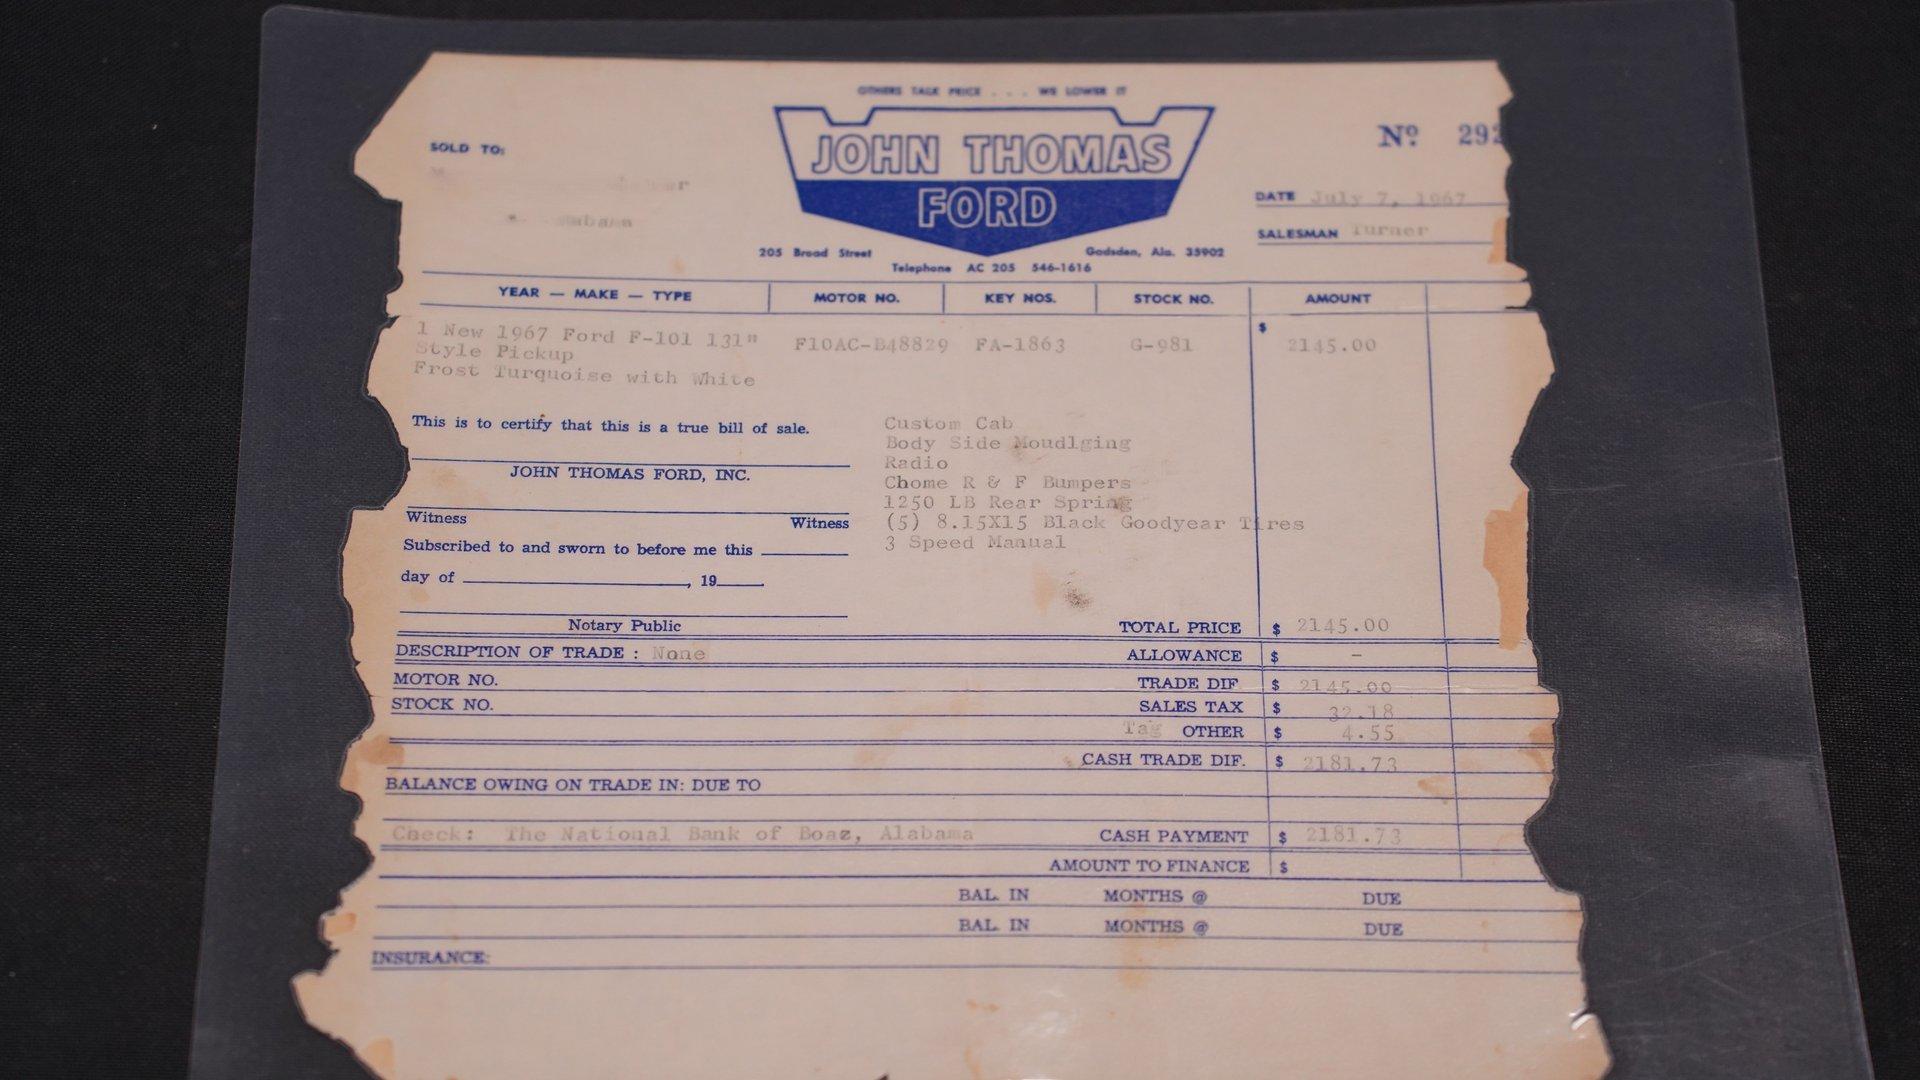 OTHERS TALK PRICE . . . WE LOWER IT
JOHN THOMAS
FORD
205 Broad Street Gadsden, Ala. 35902
Telephone AC 205 546-1616
Nº 292
SOLD TO:
DATE July 7, 1967
SALESMAN Turner
YEAR — MAKE — TYPE MOTOR NO. KEY NOS. STOCK NO. AMOUNT
1 New 1967 Ford F-101 131" F10AC-B48829 FA-1863 G-981 $ 2145.00
Style Pickup
Frost Turquoise with White
This is to certify that this is a true bill of sale.
JOHN THOMAS FORD, INC.
Witness Witness
Subscribed to and sworn to before me this
day of , 19
Notary Public
Custom Cab
Body Side Moudlging
Radio
Chome R & F Bumpers
1250 LB Rear Spring
(5) 8.15X15 Black Goodyear Tires
3 Speed Manual
TOTAL PRICE $ 2145.00
DESCRIPTION OF TRADE : None ALLOWANCE $ -
MOTOR NO. TRADE DIF $ 2145.00
STOCK NO. SALES TAX $ 32.18
Tag OTHER $ 4.55
CASH TRADE DIF. $ 2181.73
BALANCE OWING ON TRADE IN: DUE TO
Check: The National Bank of Boaz, Alabama CASH PAYMENT $ 2181.73
AMOUNT TO FINANCE $
BAL. IN MONTHS @ DUE
BAL. IN MONTHS @ DUE
INSURANCE: